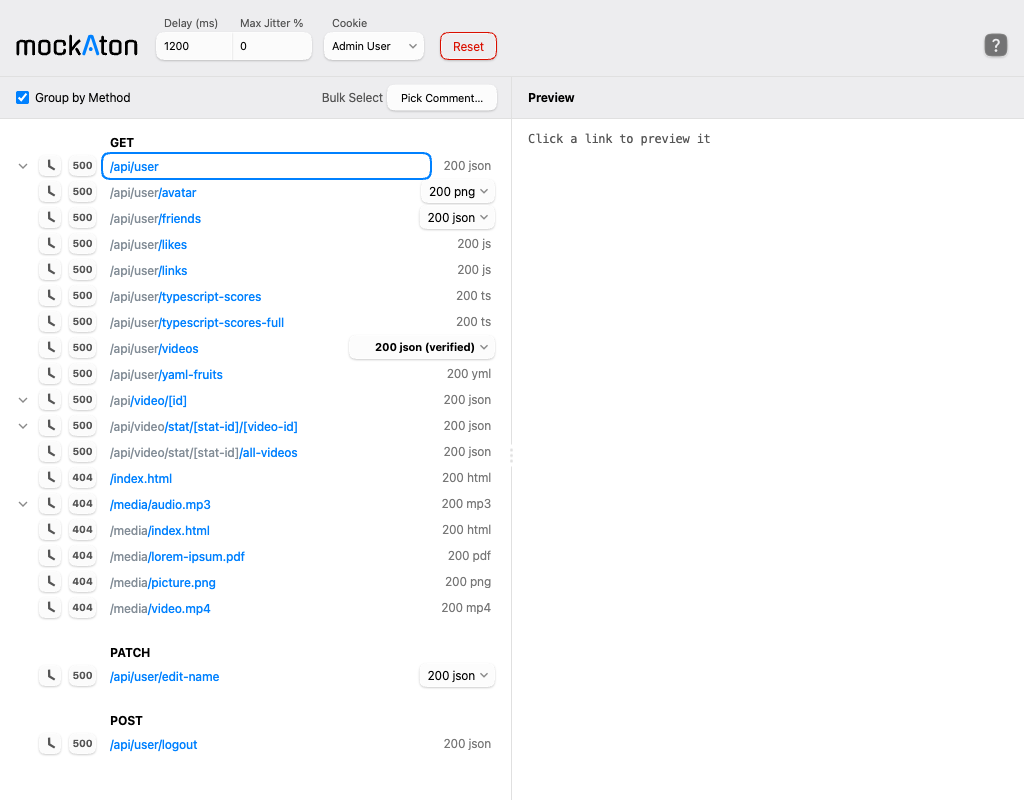 mockAton
Delay (ms) Max Jitter % Cookie
1200 0 Admin User Reset ?
Group by Method Bulk Select Pick Comment... Preview
Click a link to preview it
GET
500 /api/user 200 json
500 /api/user/avatar 200 png
500 /api/user/friends 200 json
500 /api/user/likes 200 js
500 /api/user/links 200 js
500 /api/user/typescript-scores 200 ts
500 /api/user/typescript-scores-full 200 ts
500 /api/user/videos 200 json (verified)
500 /api/user/yaml-fruits 200 yml
500 /api/video/[id] 200 json
500 /api/video/stat/[stat-id]/[video-id] 200 json
500 /api/video/stat/[stat-id]/all-videos 200 json
404 /index.html 200 html
404 /media/audio.mp3 200 mp3
404 /media/index.html 200 html
404 /media/lorem-ipsum.pdf 200 pdf
404 /media/picture.png 200 png
404 /media/video.mp4 200 mp4
PATCH
500 /api/user/edit-name 200 json
POST
500 /api/user/logout 200 json